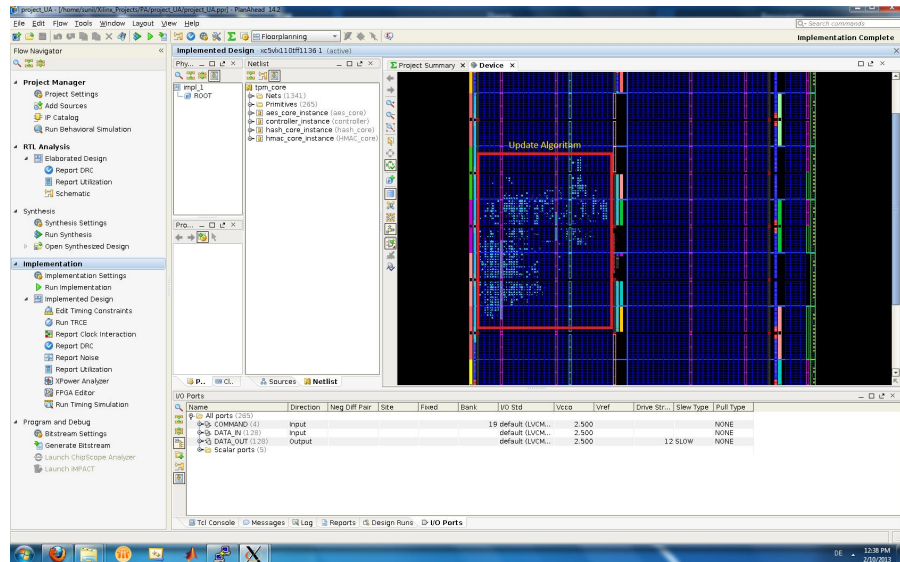 project_UA - [/home/sunil/Xilinx_Projects/PA/project_UA/project_UA.ppr] - PlanAhead 14.2
File Edit Flow Tools Window Layout View Help
Search commands
Floorplanning
Implementation Complete
Flow Navigator
Project Manager
Project Settings
Add Sources
IP Catalog
Run Behavioral Simulation
RTL Analysis
Elaborated Design
Report DRC
Report Utilization
Schematic
Synthesis
Synthesis Settings
Run Synthesis
Open Synthesized Design
Implementation
Implementation Settings
Run Implementation
Implemented Design
Edit Timing Constraints
Run TRCE
Report Clock Interaction
Report DRC
Report Noise
Report Utilization
XPower Analyzer
FPGA Editor
Run Timing Simulation
Program and Debug
Bitstream Settings
Generate Bitstream
Launch ChipScope Analyzer
Launch iMPACT
Implemented Design xc5vlx110tff1136-1 (active)
Phy...
impl_1
ROOT
Pro...
P... Cl..
Netlist
tpm_core
Nets (1341)
Primitives (265)
aes_core_instance (aes_core)
controller_instance (controller)
hash_core_instance (hash_core)
hmac_core_instance (HMAC_core)
Sources Netlist
Project Summary Device
Update Algoritam
I/O Ports
Name Direction Neg Diff Pair Site Fixed Bank I/O Std Vcco Vref Drive Str... Slew Type Pull Type
All ports (265)
COMMAND (4) Input 19 default (LVCM... 2.500 NONE
DATA_IN (128) Input default (LVCM... 2.500 NONE
DATA_OUT (128) Output default (LVCM... 2.500 12 SLOW NONE
Scalar ports (5)
Tcl Console Messages Log Reports Design Runs I/O Ports
DE 12:38 PM
2/10/2013